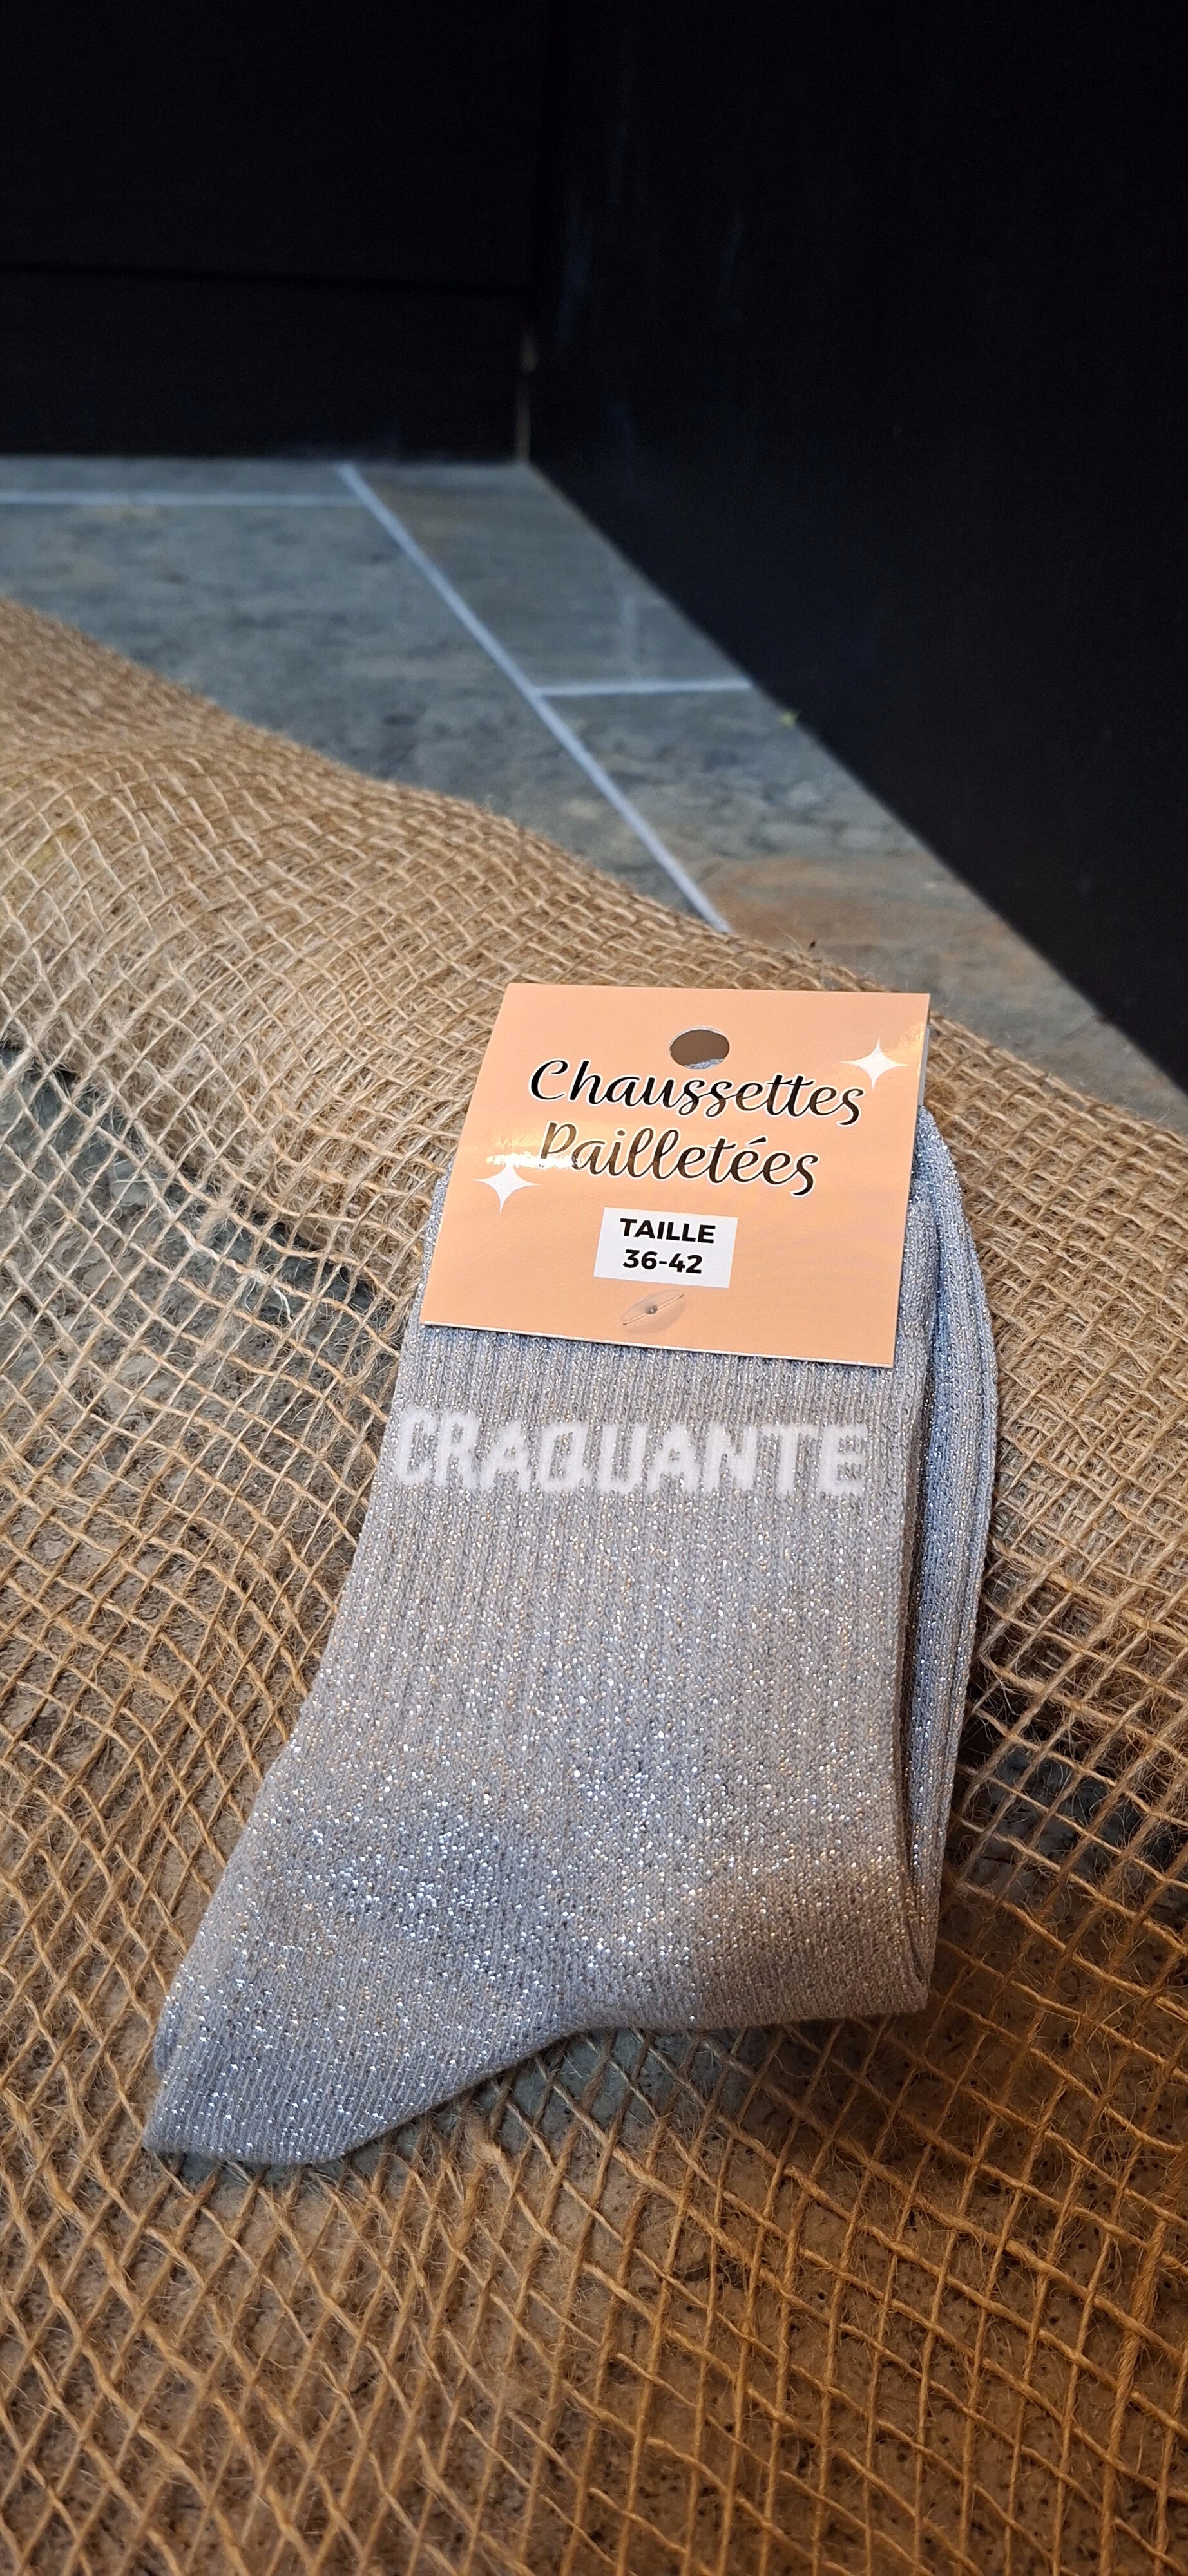 Chaussettes
Pailletées
TAILLE
36-42
CRAQUANTE